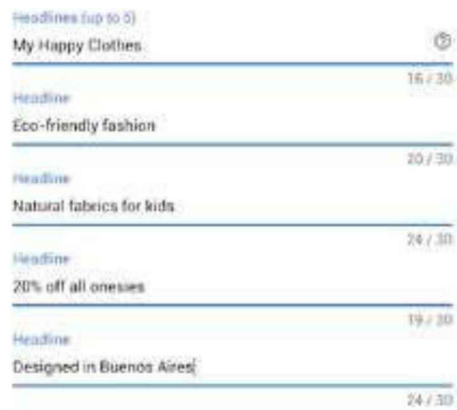 Headlines (up to 5)
My Happy Clothes
16 / 30
Headline
Eco-friendly fashion
20 / 30
Headline
Natural fabrics for kids
24 / 30
Headline
20% off all onesies
19 / 30
Headline
Designed in Buenos Aires
24 / 30